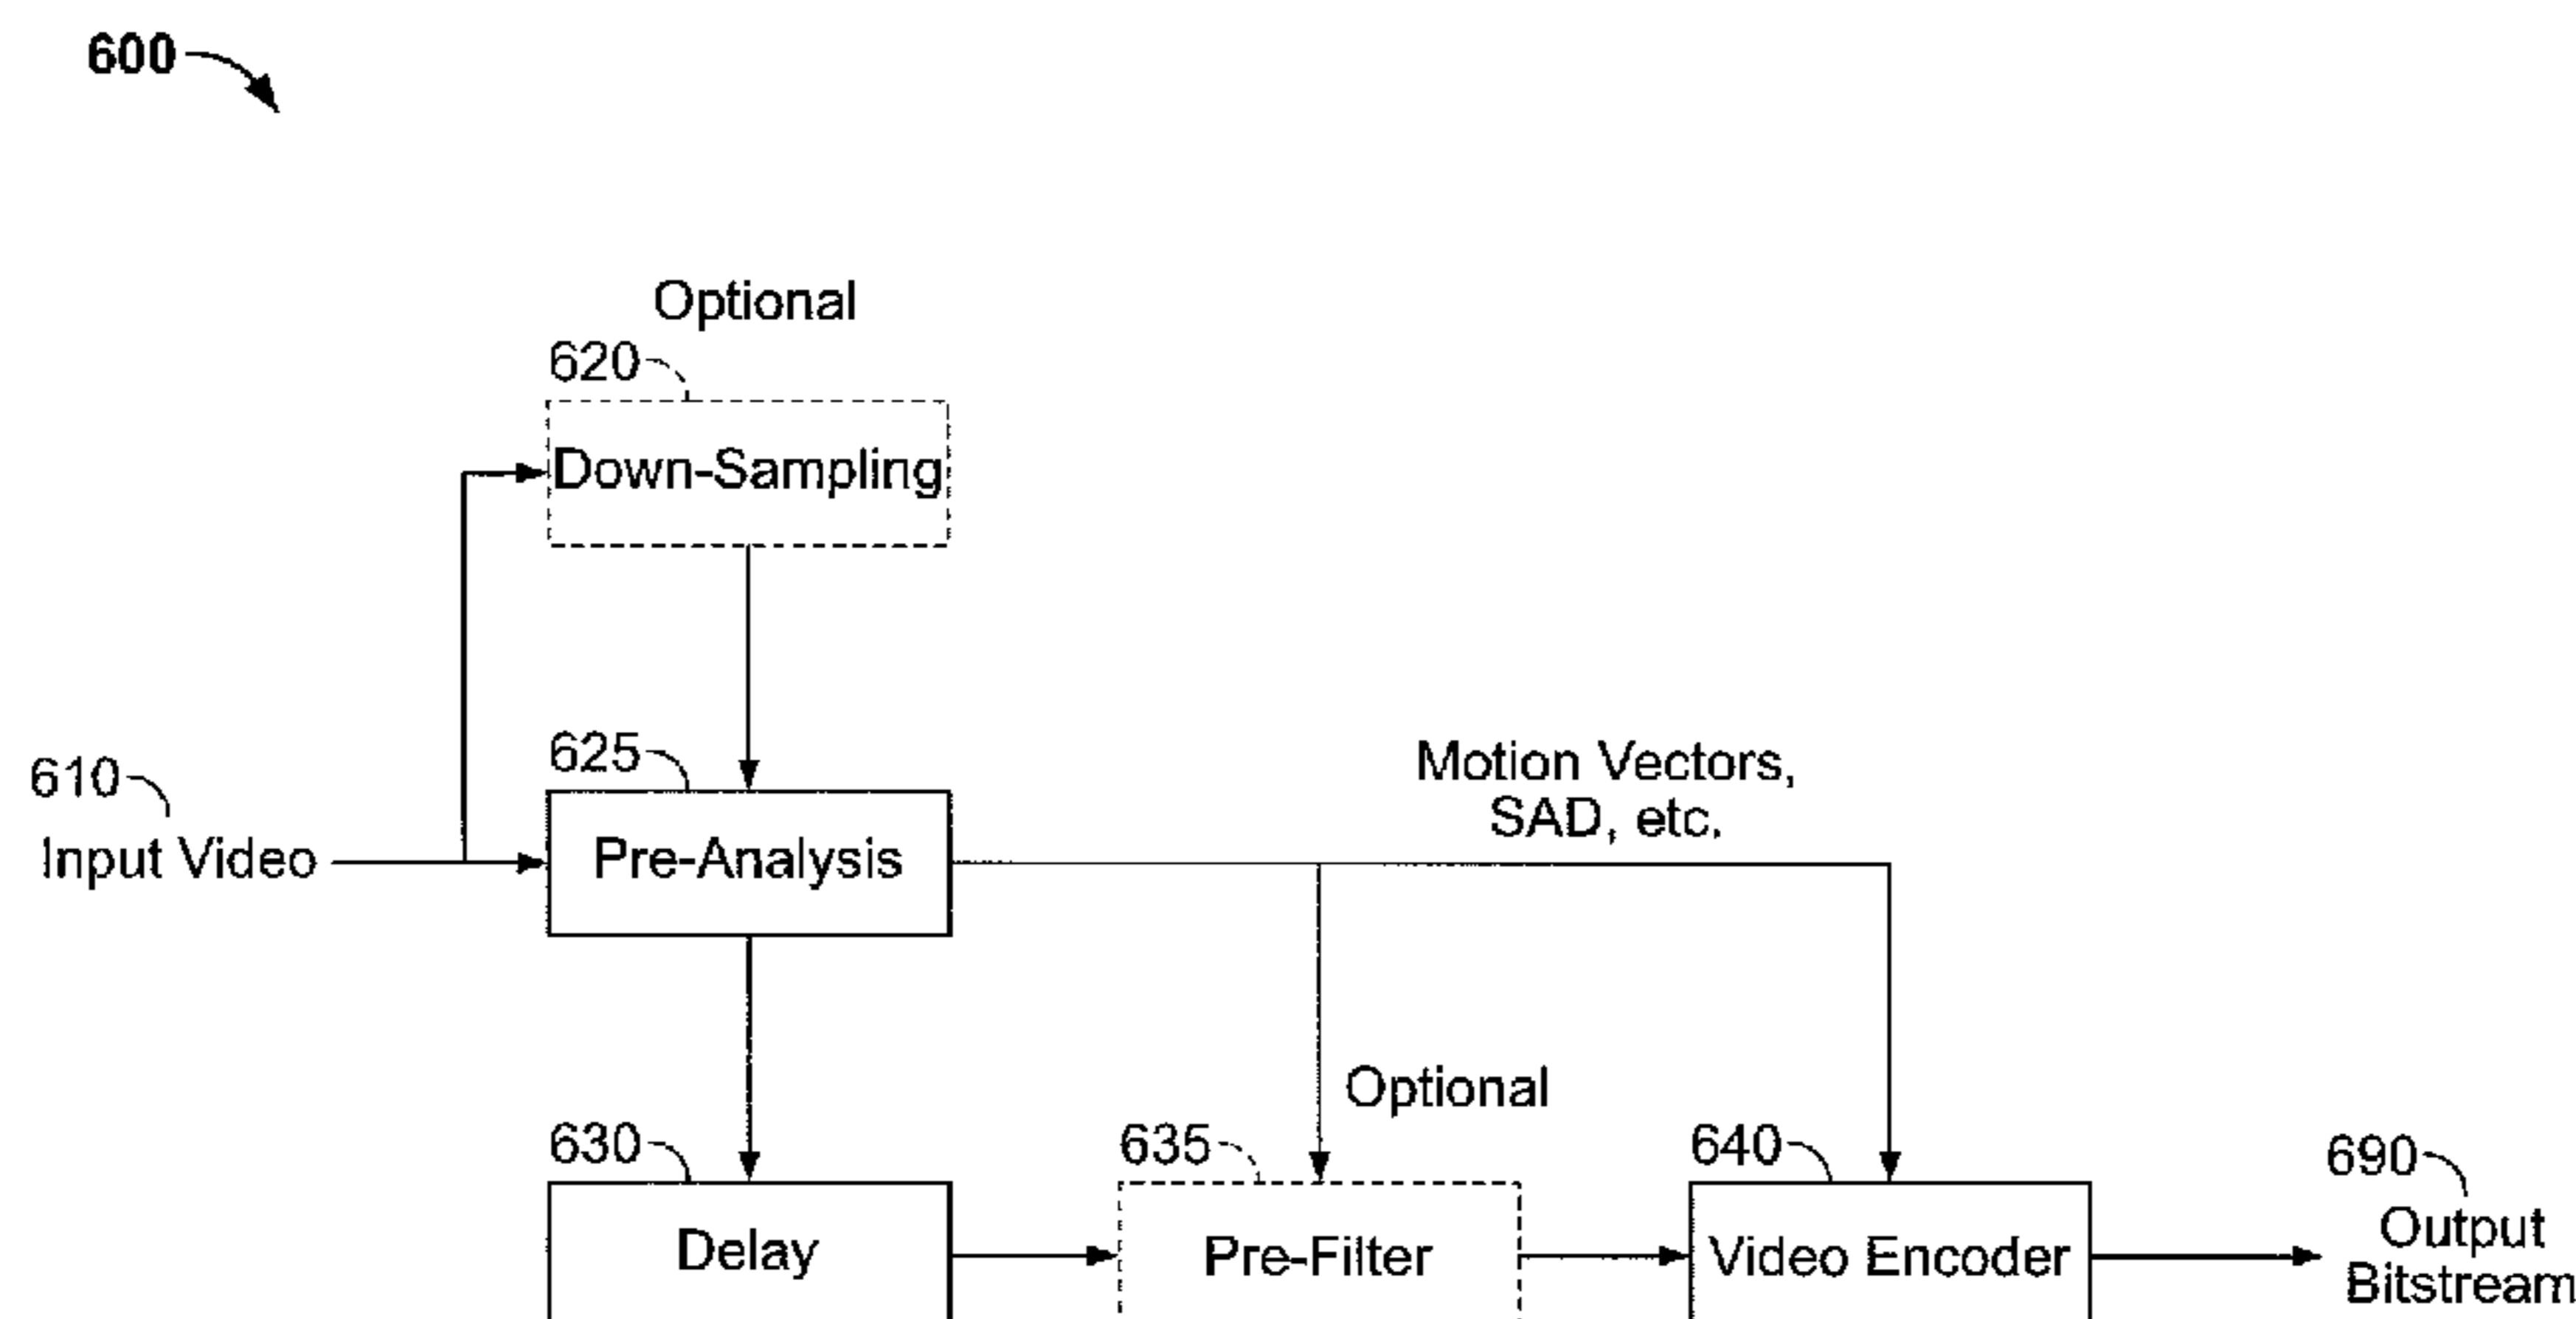 600
Optional
620
Down-Sampling
625
610
Input Video
Pre-Analysis
Motion Vectors,
SAD, etc.
Optional
630
635
640
690
Delay
Pre-Filter
Video Encoder
Output
Bitstream